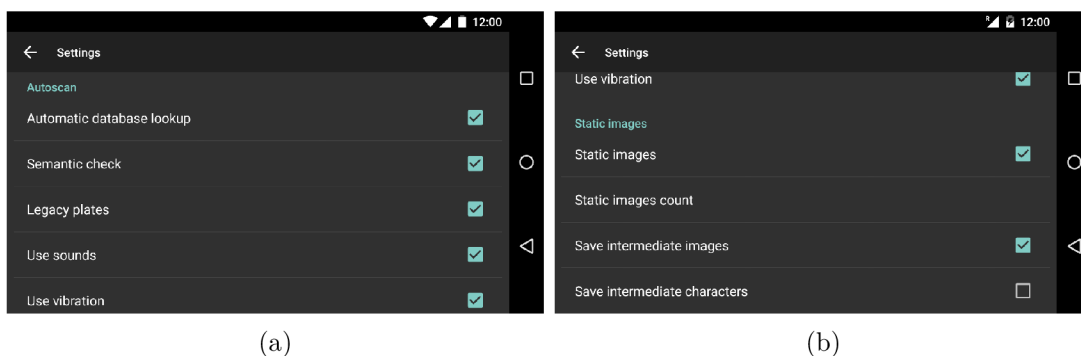 12:00
Settings
Autoscan
Automatic database lookup
Semantic check
Legacy plates
Use sounds
Use vibration
(a)
R 12:00
Settings
Use vibration
Static images
Static images
Static images count
Save intermediate images
Save intermediate characters
(b)